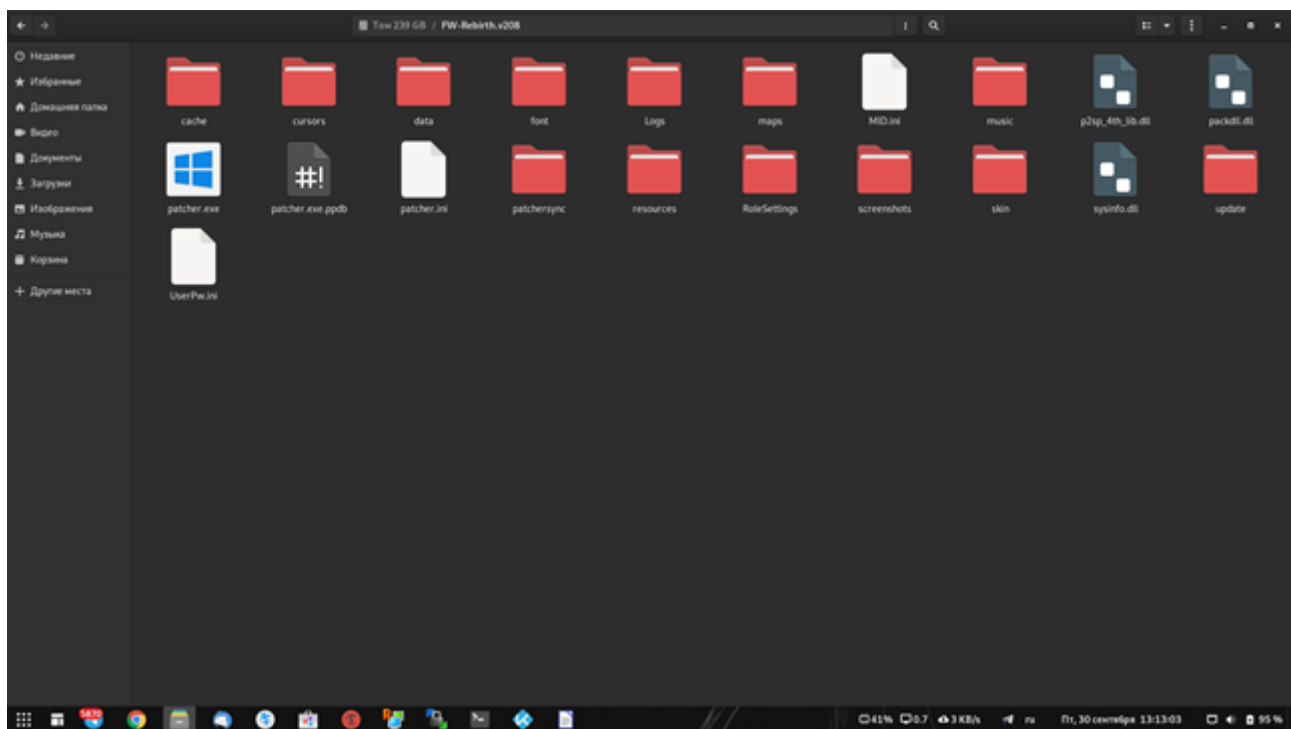 Том 239 GB / FW-Rebirth.v208
Недавние
Избранные
Домашняя папка
Видео
Документы
Загрузки
Изображения
Музыка
Корзина
+ Другие места
cache cursors data font Logs maps MID.ini music p2sp_4th_lib.dll packdll.dll
patcher.exe patcher.exe.ppdb patcher.ini patchersync resources RoleSettings screenshots skin sysinfo.dll update
UserPw.ini
5870 41% 0.7 3 KB/s ru Пт, 30 сентября 13:13:03 95 %